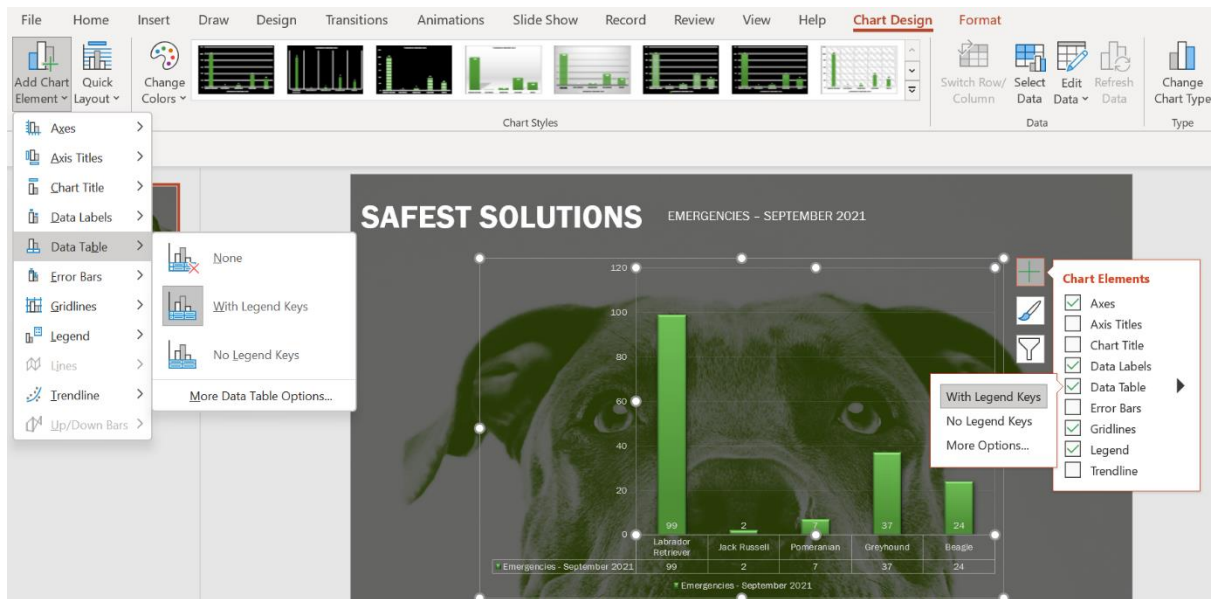 File Home Insert Draw Design Transitions Animations Slide Show Record Review View Help Chart Design Format
Add Chart Element
Quick Layout
Change Colors
Chart Styles
Switch Row/ Column
Select Data
Edit Data
Refresh Data
Data
Change Chart Type
Type
Axes
Axis Titles
Chart Title
Data Labels
Data Table
Error Bars
Gridlines
Legend
Lines
Trendline
Up/Down Bars
None
With Legend Keys
No Legend Keys
More Data Table Options...
SAFEST SOLUTIONS EMERGENCIES – SEPTEMBER 2021
120
100
80
60
40
20
0
99 2 7 37 24
Labrador Retriever
Jack Russell
Pomeranian
Greyhound
Beagle
Emergencies - September 2021 99 2 7 37 24
Emergencies - September 2021
Chart Elements
Axes
Axis Titles
Chart Title
Data Labels
Data Table
Error Bars
Gridlines
Legend
Trendline
With Legend Keys
No Legend Keys
More Options...